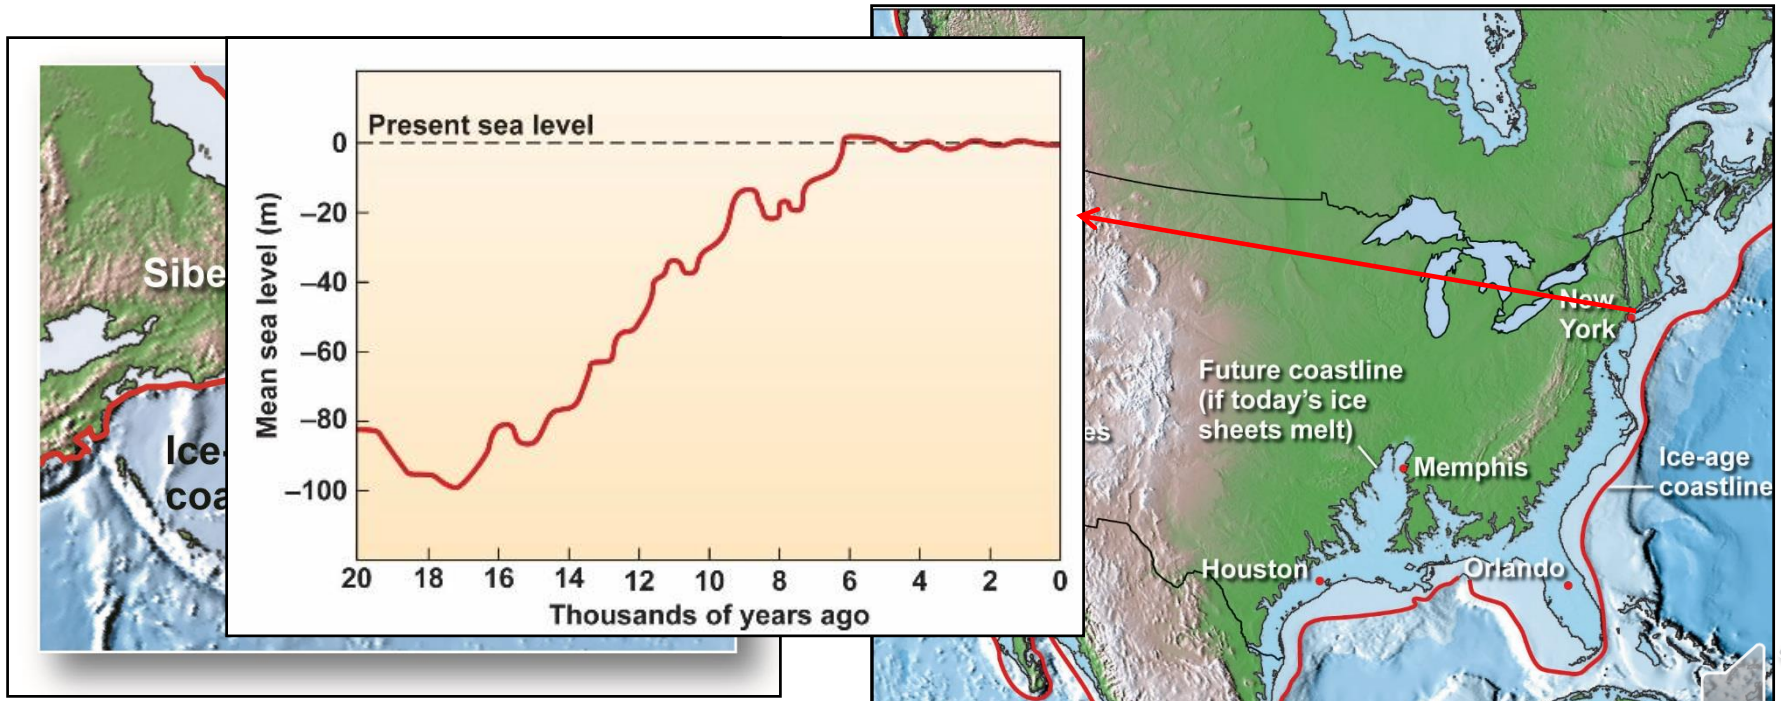 Present sea level
0
–20
–40
–60
–80
–100
Mean sea level (m)
20 18 16 14 12 10 8 6 4 2 0
Thousands of years ago
Sibe
Ice-
coa
es
New
York
Future coastline
(if today’s ice
sheets melt)
Memphis
Ice-age
coastline
Houston
Orlando